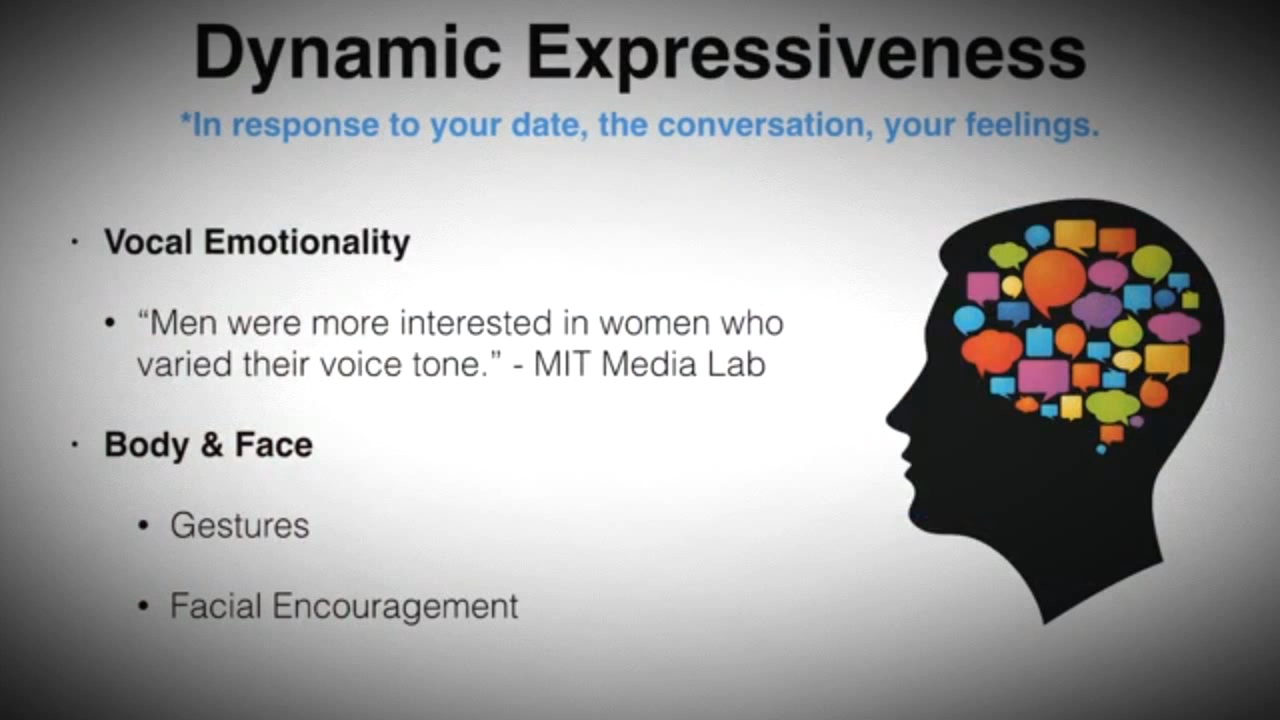 Dynamic Expressiveness
*In response to your date, the conversation, your feelings.
· Vocal Emotionality
• “Men were more interested in women who
varied their voice tone.” - MIT Media Lab
· Body & Face
• Gestures
• Facial Encouragement